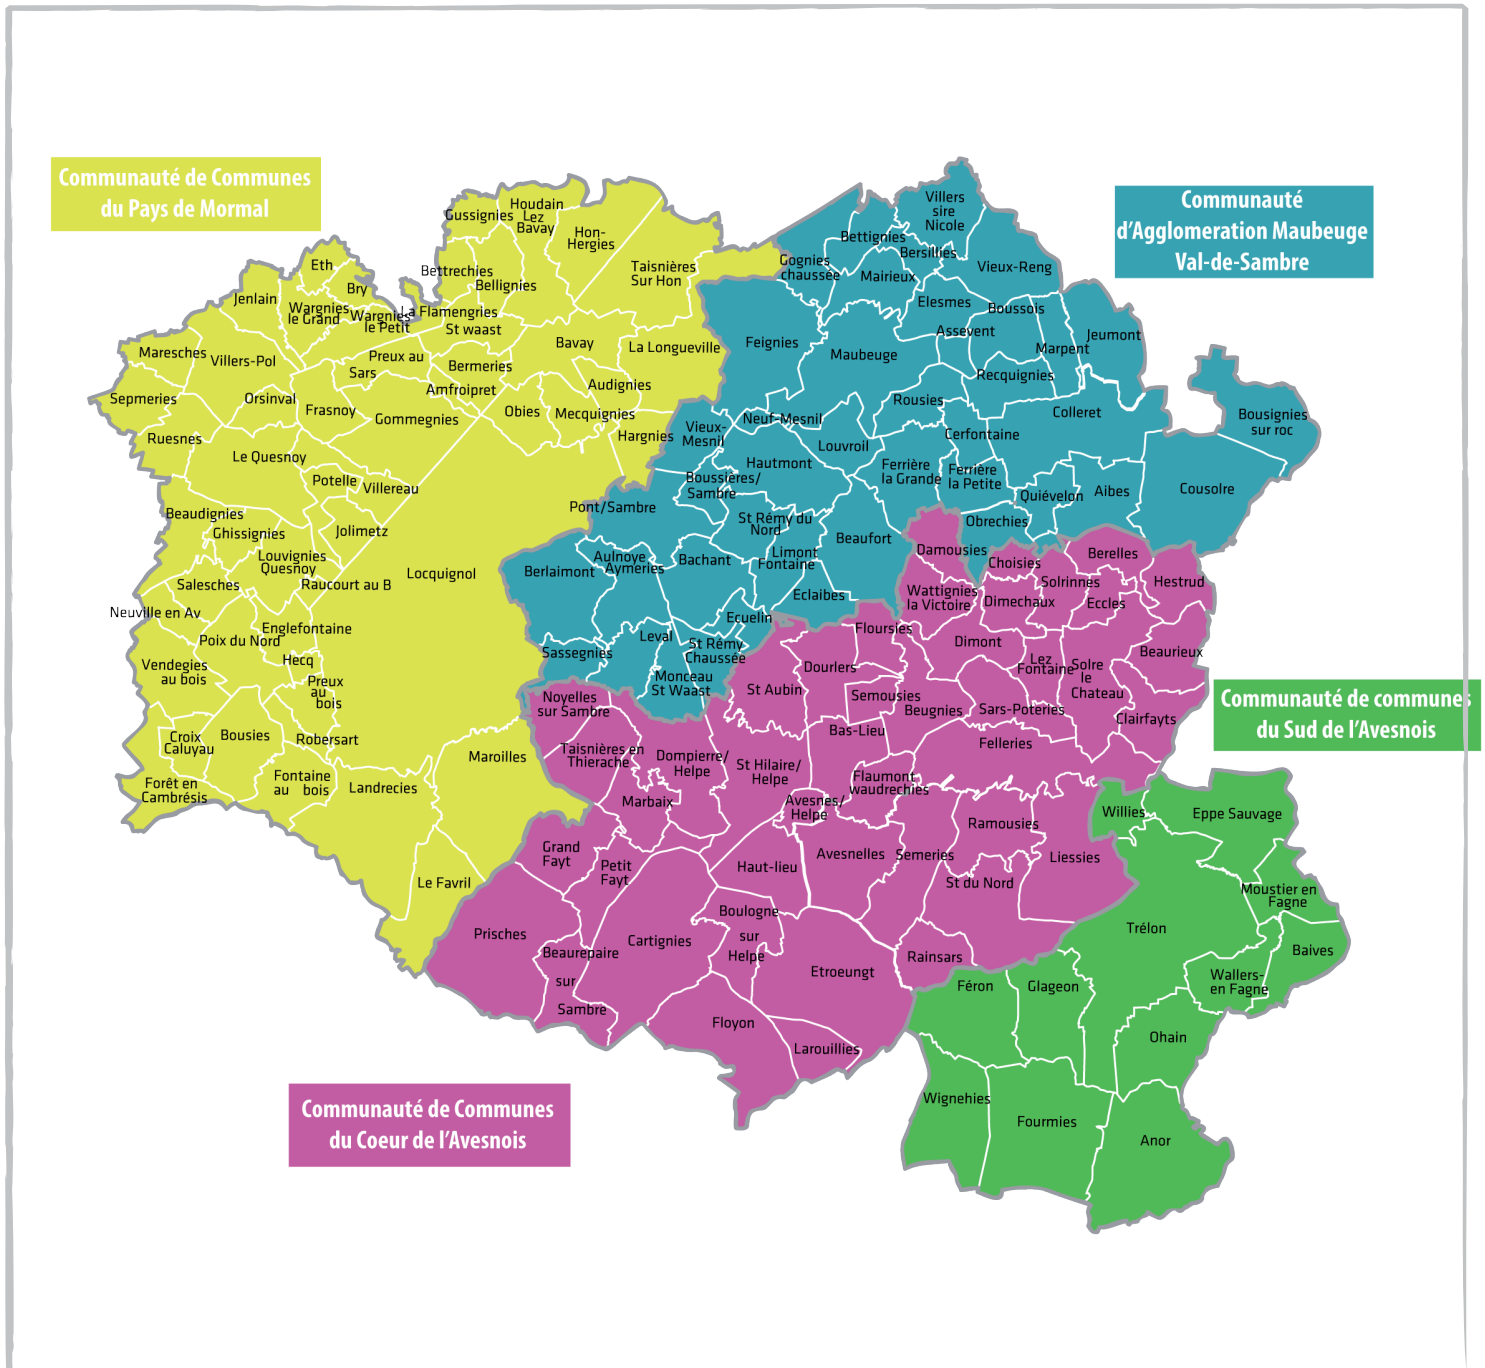 Communauté de Communes
du Pays de Mormal
Communauté
d'Agglomeration Maubeuge
Val-de-Sambre
Communauté de communes
du Sud de l'Avesnois
Communauté de Communes
du Coeur de l'Avesnois
Gussignies
Houdain
Lez
Bavay
Hon-
Hergies
Taisnières
Sur Hon
Bettrechies
Bellignies
Eth
Bry
Jenlain
Wargnies
le Grand
Wargnies
le Petit
La Flamengries
St waast
Bavay
La Longueville
Maresches
Villers-Pol
Preux au
Sars
Bermeries
Amfroipret
Audignies
Sepmeries
Orsinval
Frasnoy
Gommegnies
Obies
Mecquignies
Hargnies
Ruesnes
Le Quesnoy
Potelle
Villereau
Beaudignies
Ghissignies
Jolimetz
Louvignies
Quesnoy
Raucourt au B
Locquignol
Salesches
Neuville en Av
Poix du Nord
Englefontaine
Hecq
Vendegies
au bois
Preux
au
bois
Croix
Caluyau
Bousies
Robersart
Forêt en
Cambrésis
Fontaine
au bois
Landrecies
Maroilles
Le Favril
Villers
sire
Nicole
Bettignies
Bersillies
Vieux-Reng
Gognies
chaussée
Mairieux
Elesmes
Boussois
Assevent
Marpent
Jeumont
Feignies
Maubeuge
Recquignies
Rousies
Colleret
Bousignies
sur roc
Vieux-
Mesnil
Neuf-Mesnil
Louvroil
Cerfontaine
Hautmont
Ferrière
la Grande
Ferrière
la Petite
Boussières/
Sambre
Quiévelon
Aibes
Cousolre
Pont/Sambre
St Rémy du
Nord
Obrechies
Beaufort
Limont
Fontaine
Aulnoye
Aymeries
Bachant
Berlaimont
Eclaibes
Ecuelin
Leval
St Rémy
Chaussée
Sassegnies
Monceau
St Waast
Damousies
Choisies
Berelles
Solrinnes
Hestrud
Wattignies
la Victoire
Dimechaux
Eccles
Floursies
Dimont
Lez
Fontaine
Solre
le
Chateau
Beaurieux
Dourlers
St Aubin
Semousies
Beugnies
Sars-Poteries
Clairfayts
Noyelles
sur Sambre
Bas-Lieu
Felleries
Taisnières en
Thierache
Dompierre/
Helpe
St Hilaire/
Helpe
Flaumont
waudrechies
Marbaix
Avesnes/
Helpe
Ramousies
Grand
Fayt
Petit
Fayt
Haut-lieu
Avesnelles
Semeries
Liessies
St du Nord
Prisches
Beaurepaire
sur
Sambre
Cartignies
Boulogne
sur
Helpe
Etroeungt
Rainsars
Floyon
Larouillies
Willies
Eppe Sauvage
Moustier en
Fagne
Trélon
Baives
Wallers-
en Fagne
Féron
Glageon
Ohain
Wignehies
Fourmies
Anor